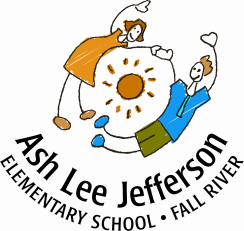 Ash Lee Jefferson
ELEMENTARY SCHOOL • FALL RIVER